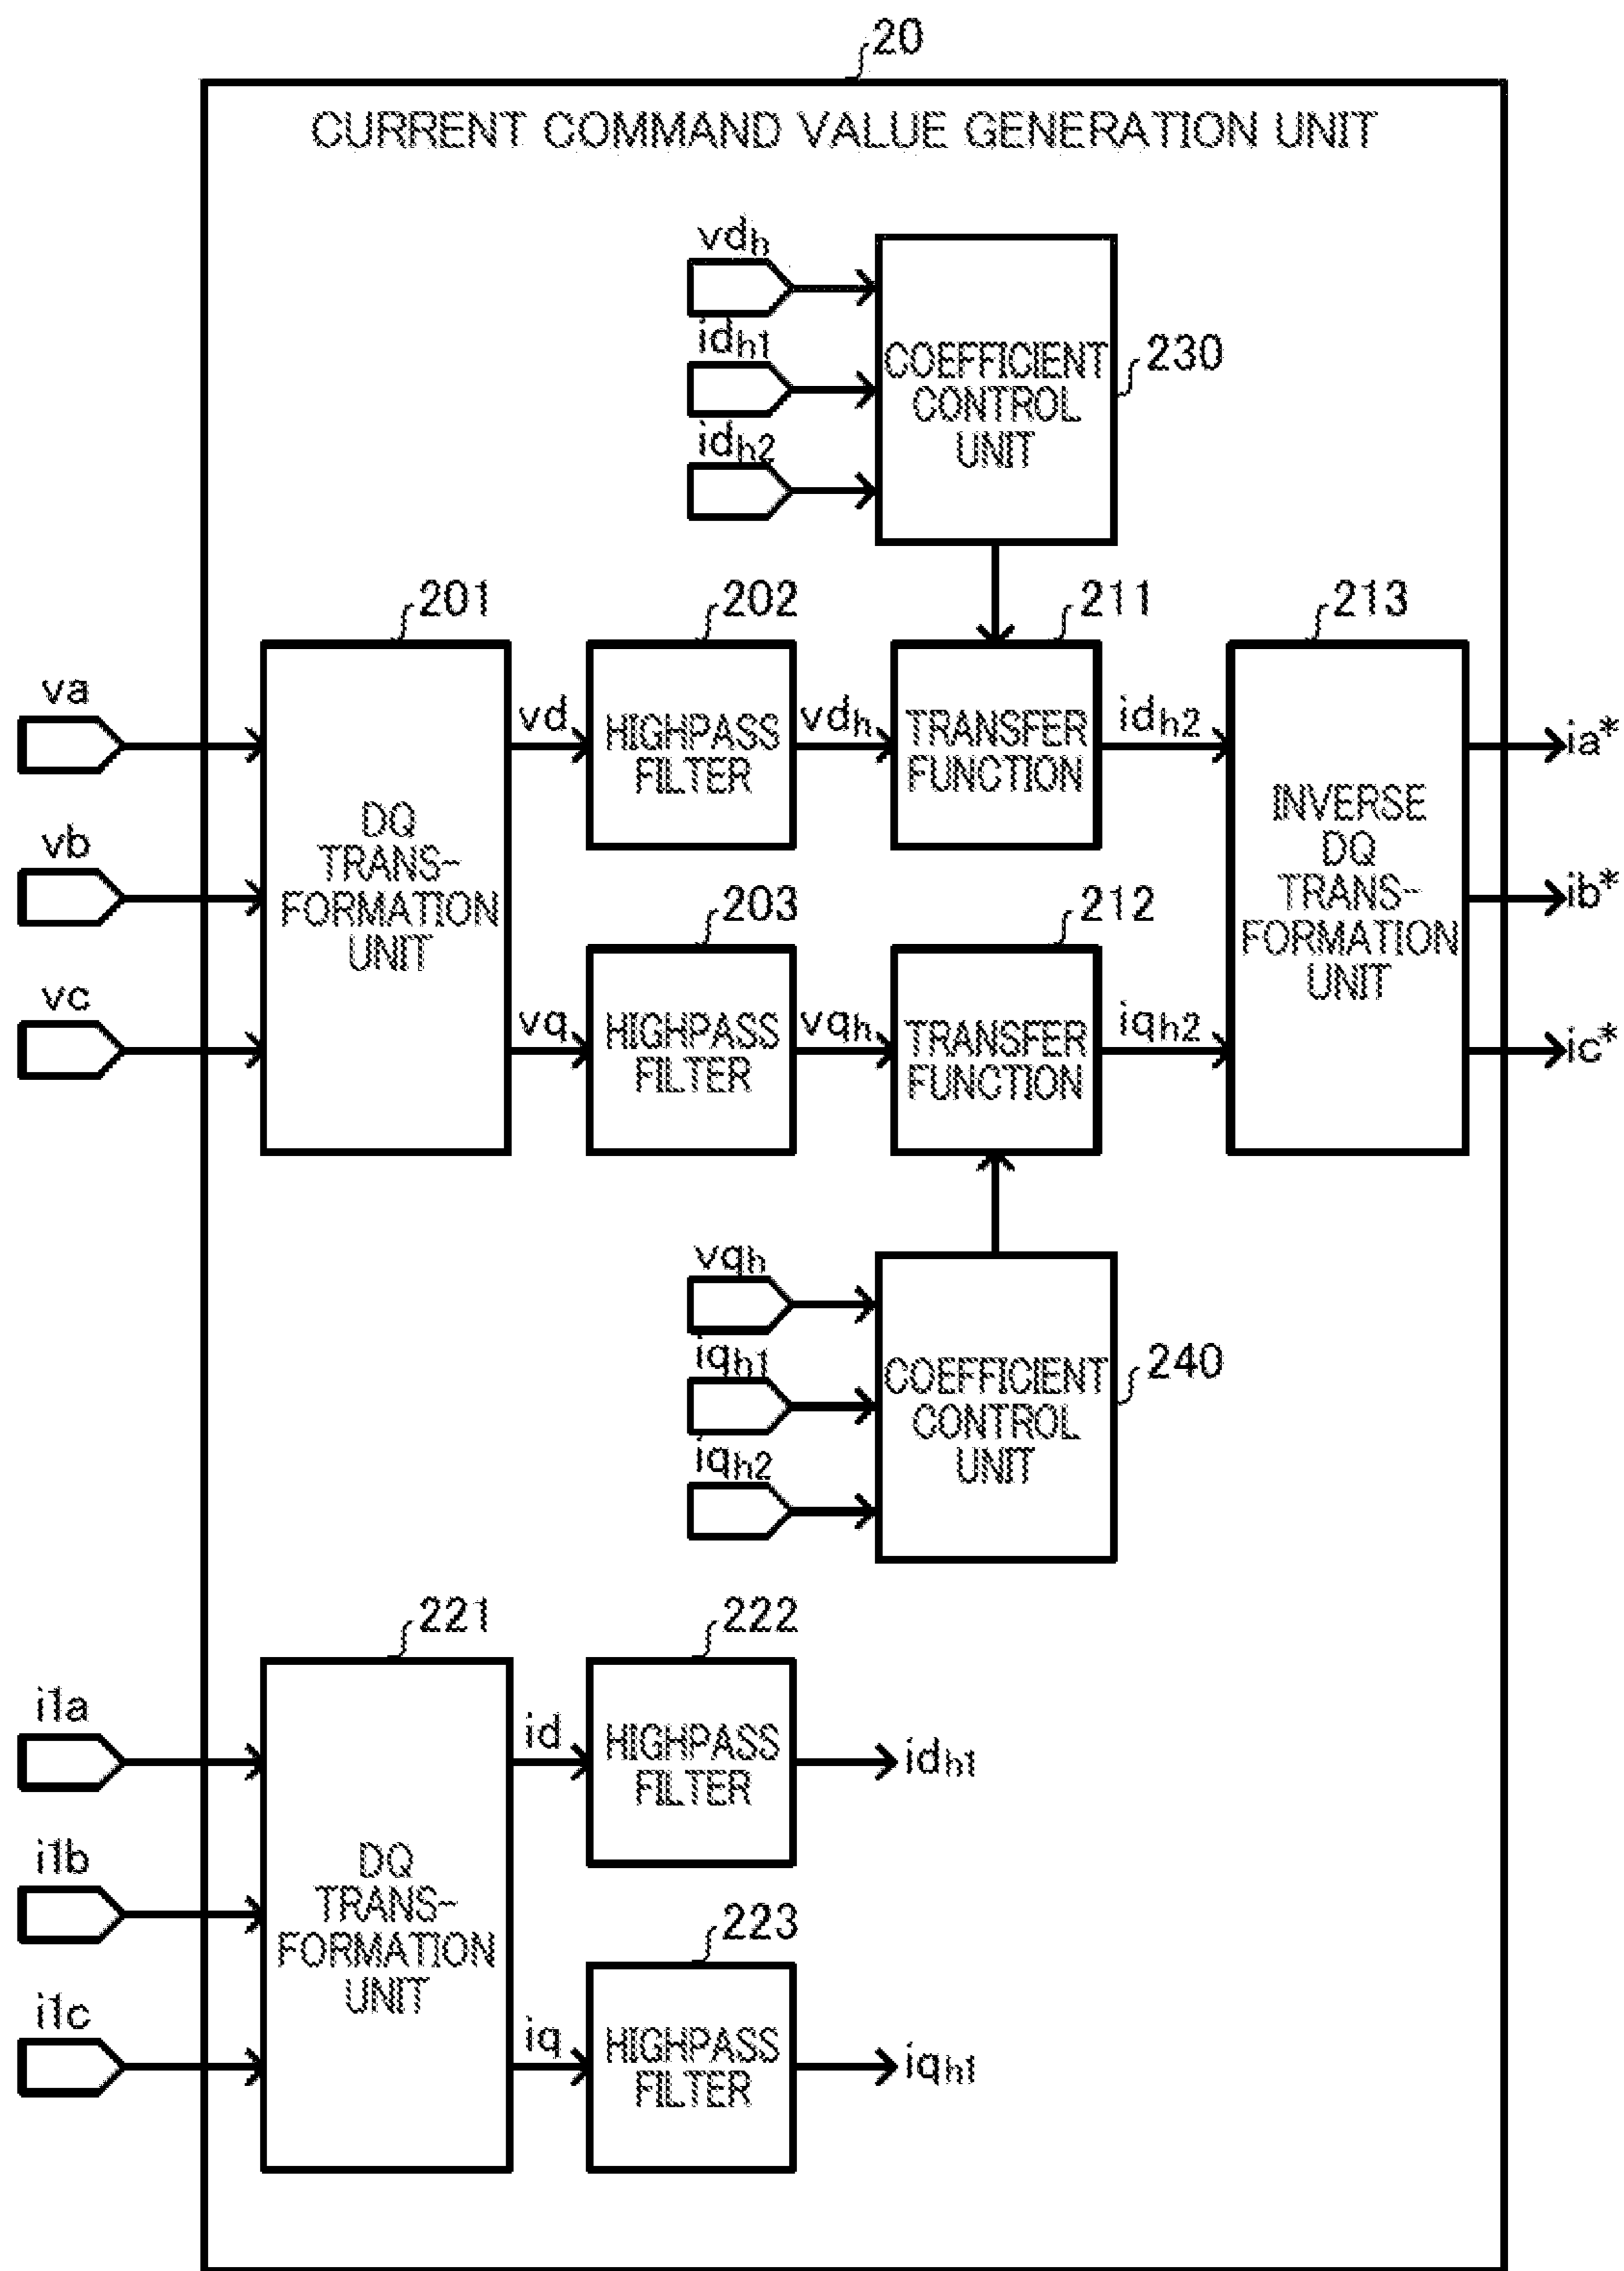 20
CURRENT COMMAND VALUE GENERATION UNIT
vdh
idh1
idh2
COEFFICIENT
CONTROL
UNIT
230
201
202
211
213
va
vb
vc
DQ
TRANS-
FORMATION
UNIT
vd
HIGHPASS
FILTER
vdh
TRANSFER
FUNCTION
idh2
INVERSE
DQ
TRANS-
FORMATION
UNIT
ia*
ib*
ic*
203
212
vq
HIGHPASS
FILTER
vqh
TRANSFER
FUNCTION
iqh2
vqh
iqh1
iqh2
COEFFICIENT
CONTROL
UNIT
240
221
222
i1a
i1b
i1c
DQ
TRANS-
FORMATION
UNIT
id
HIGHPASS
FILTER
idh1
223
iq
HIGHPASS
FILTER
iqh1